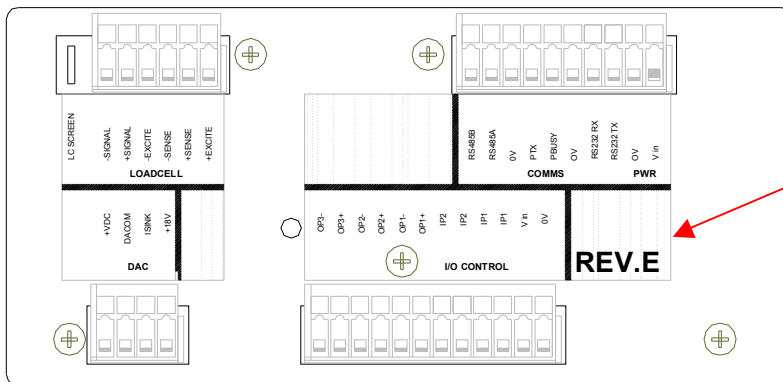 LC SCREEN
-SIGNAL
+SIGNAL
-EXCITE
-SENSE
+SENSE
+EXCITE
LOADCELL
RS485B
RS485A
0V
PTX
PBUSY
OV
RS232 RX
RS232 TX
OV
V in
COMMS
PWR
+VDC
DACOM
ISINK
+18V
DAC
OP3-
OP3+
OP2-
OP2+
OP1-
OP1+
IP2
IP2
IP1
IP1
V in
0V
I/O CONTROL
REV.E